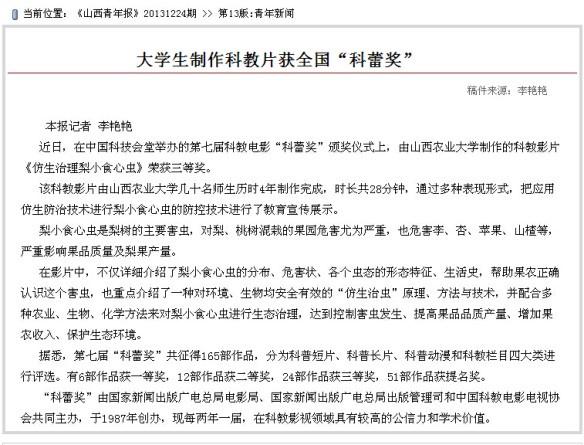 当前位置：《山西青年报》20131224期 >> 第13版:青年新闻
大学生制作科教片获全国“科蕾奖”
稿件来源：李艳艳
本报记者 李艳艳
近日，在中国科技会堂举办的第七届科教电影“科蕾奖”颁奖仪式上，由山西农业大学制作的科教影片
《仿生治理梨小食心虫》荣获三等奖。
该科教影片由山西农业大学几十名师生历时4年制作完成，时长共28分钟，通过多种表现形式，把应用
仿生防治技术进行梨小食心虫的防控技术进行了教育宣传展示。
梨小食心虫是梨树的主要害虫，对梨、桃树混栽的果园危害尤为严重，也危害李、杏、苹果、山楂等，
严重影响果品质量及梨果产量。
在影片中，不仅详细介绍了梨小食心虫的分布、危害状、各个虫态的形态特征、生活史，帮助果农正确
认识这个害虫，也重点介绍了一种对环境、生物均安全有效的“仿生治虫”原理、方法与技术，并配合多
种农业、生物、化学方法来对梨小食心虫进行生态治理，达到控制害虫发生、提高果品品质产量、增加果
农收入、保护生态环境。
据悉，第七届“科蕾奖”共征得165部作品，分为科普短片、科普长片、科普动漫和科教栏目四大类进
行评选。有6部作品获一等奖，12部作品获二等奖，24部作品获三等奖，51部作品获提名奖。
“科蕾奖”由国家新闻出版广电总局电影局、国家新闻出版广电总局出版管理司和中国科教电影电视协
会共同主办，于1987年创办，现每两年一届，在科教影视领域具有较高的公信力和学术价值。